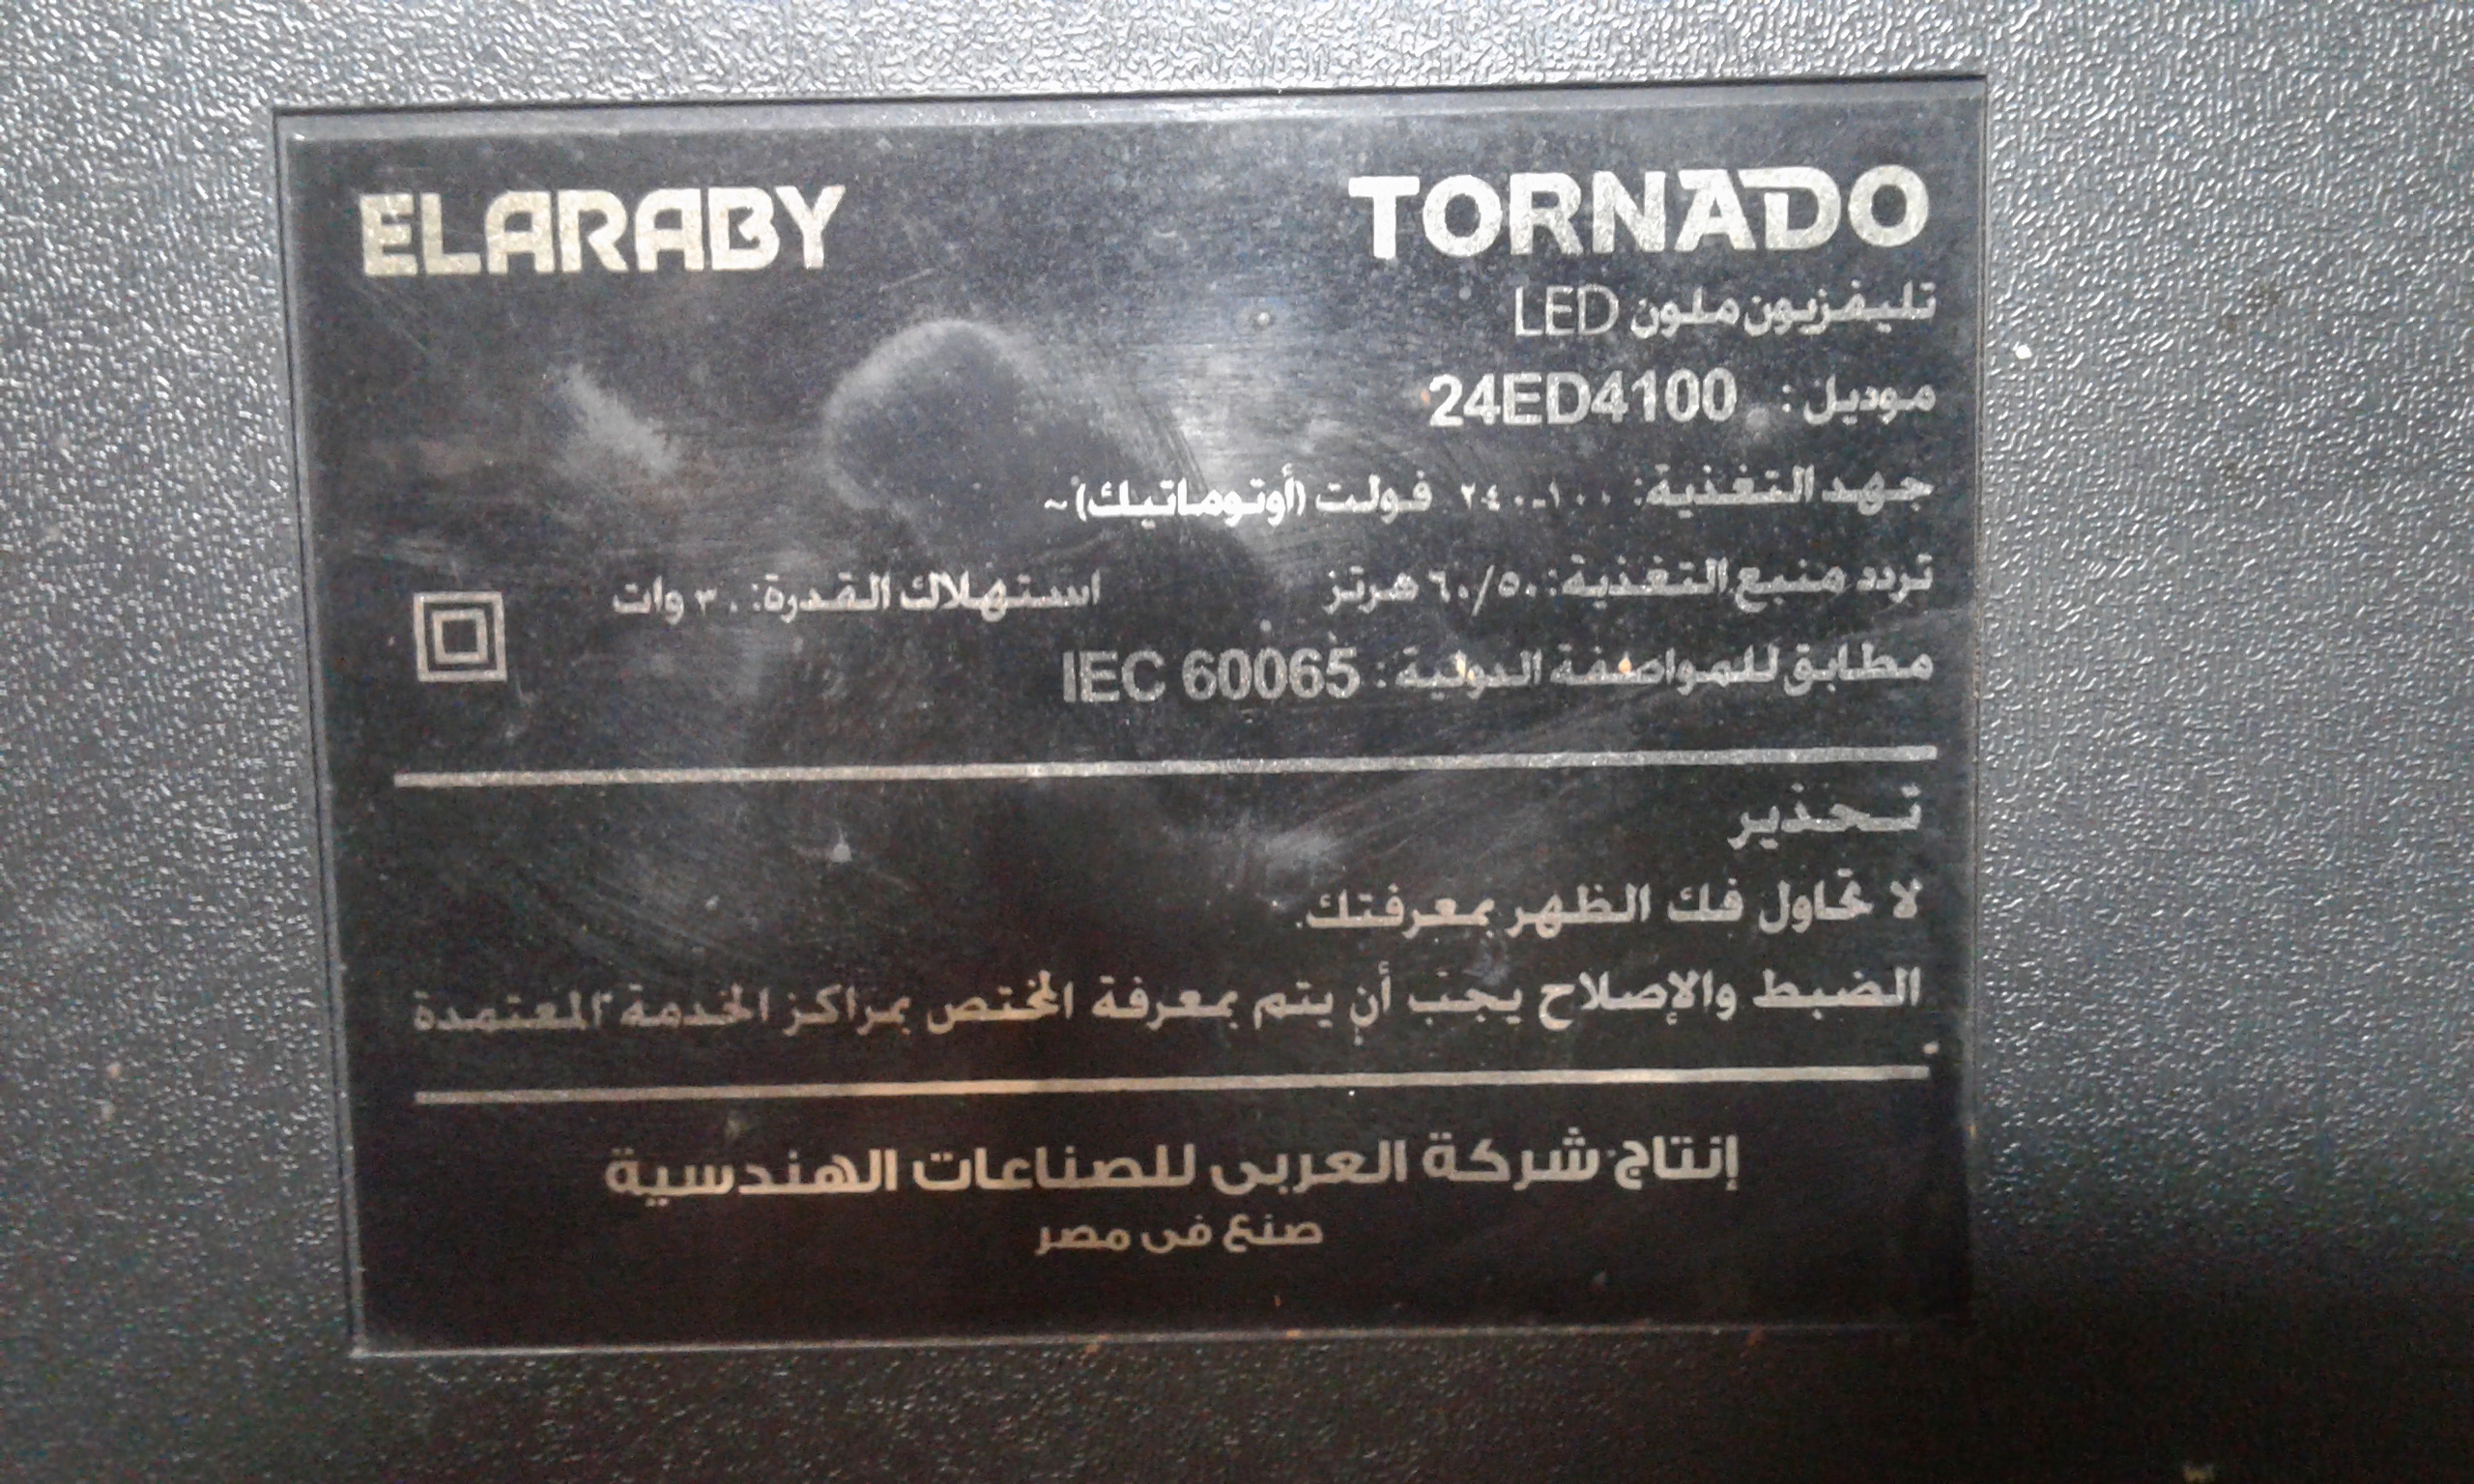 ELARABY TORNADO
تليفزيون ملون LED
موديل : 24ED4100
جهد التغذية: ١٠٠-٢٤٠ فولت (أوتوماتيك) ~
تردد منبع التغذية: ٦٠/٥٠ هرتز استهلاك القدرة: ٣٠ وات
مطابق للمواصفة الدولية : IEC 60065
تحذير
لا تحاول فك الظهر بمعرفتك.
الضبط والإصلاح يجب أن يتم بمعرفة المختص بمراكز الخدمة المعتمدة
إنتاج شركة العربى للصناعات الهندسية
صنع فى مصر